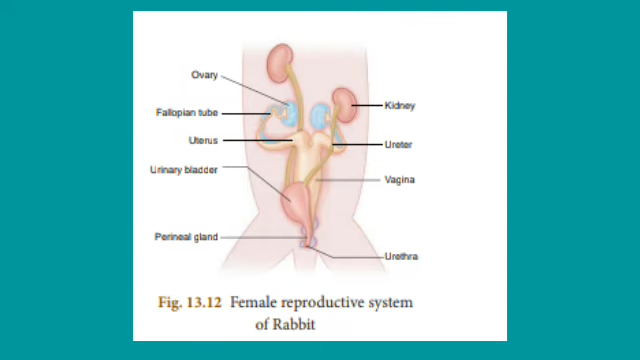 Ovary
Fallopian tube
Uterus
Urinary bladder
Perineal gland
Kidney
Ureter
Vagina
Urethra
Fig. 13.12 Female reproductive system
of Rabbit